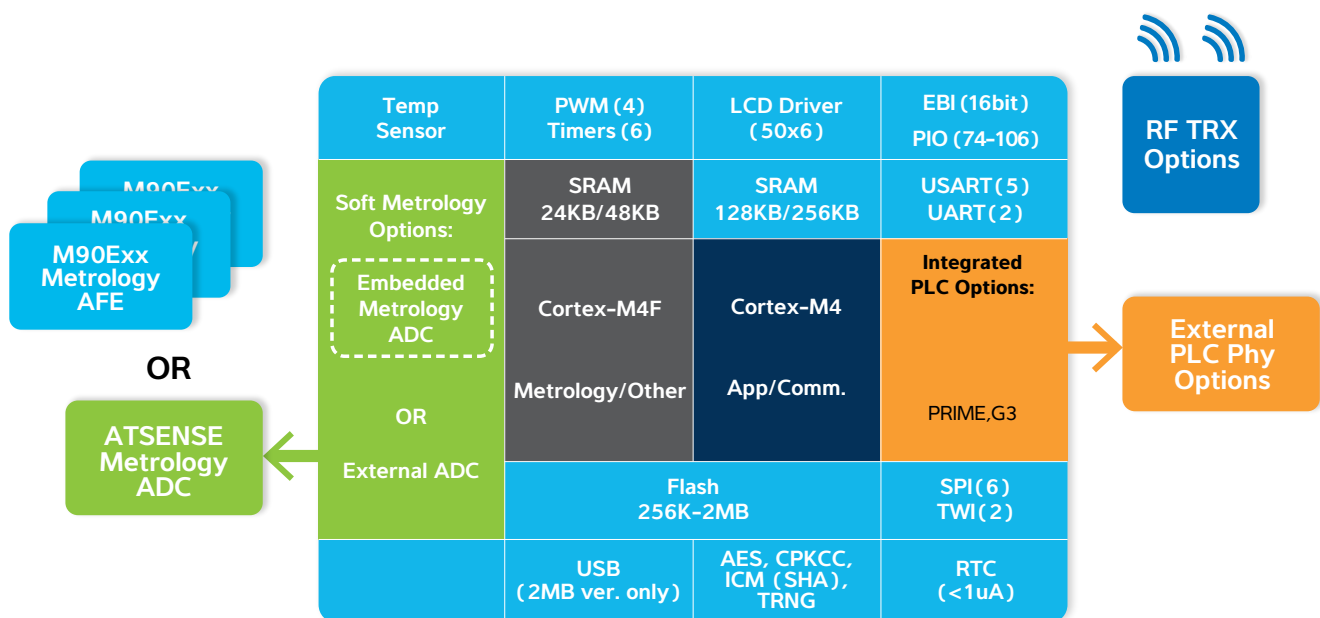 Temp
Sensor
PWM (4)
Timers (6)
LCD Driver
(50x6)
EBI (16bit)
PIO (74-106)
RF TRX
Options
M90Exx
M90Exx
y
M90Exx
Metrology
AFE
OR
ATSENSE
Metrology
ADC
Soft Metrology
Options:
Embedded
Metrology
ADC
OR
External ADC
SRAM
24KB/48KB
SRAM
128KB/256KB
USART (5)
UART (2)
Cortex-M4F
Metrology/Other
Cortex-M4
App/Comm.
Integrated
PLC Options:
PRIME,G3
External
PLC Phy
Options
Flash
256K-2MB
SPI (6)
TWI (2)
USB
(2MB ver. only)
AES, CPKCC,
ICM (SHA),
TRNG
RTC
(<1uA)